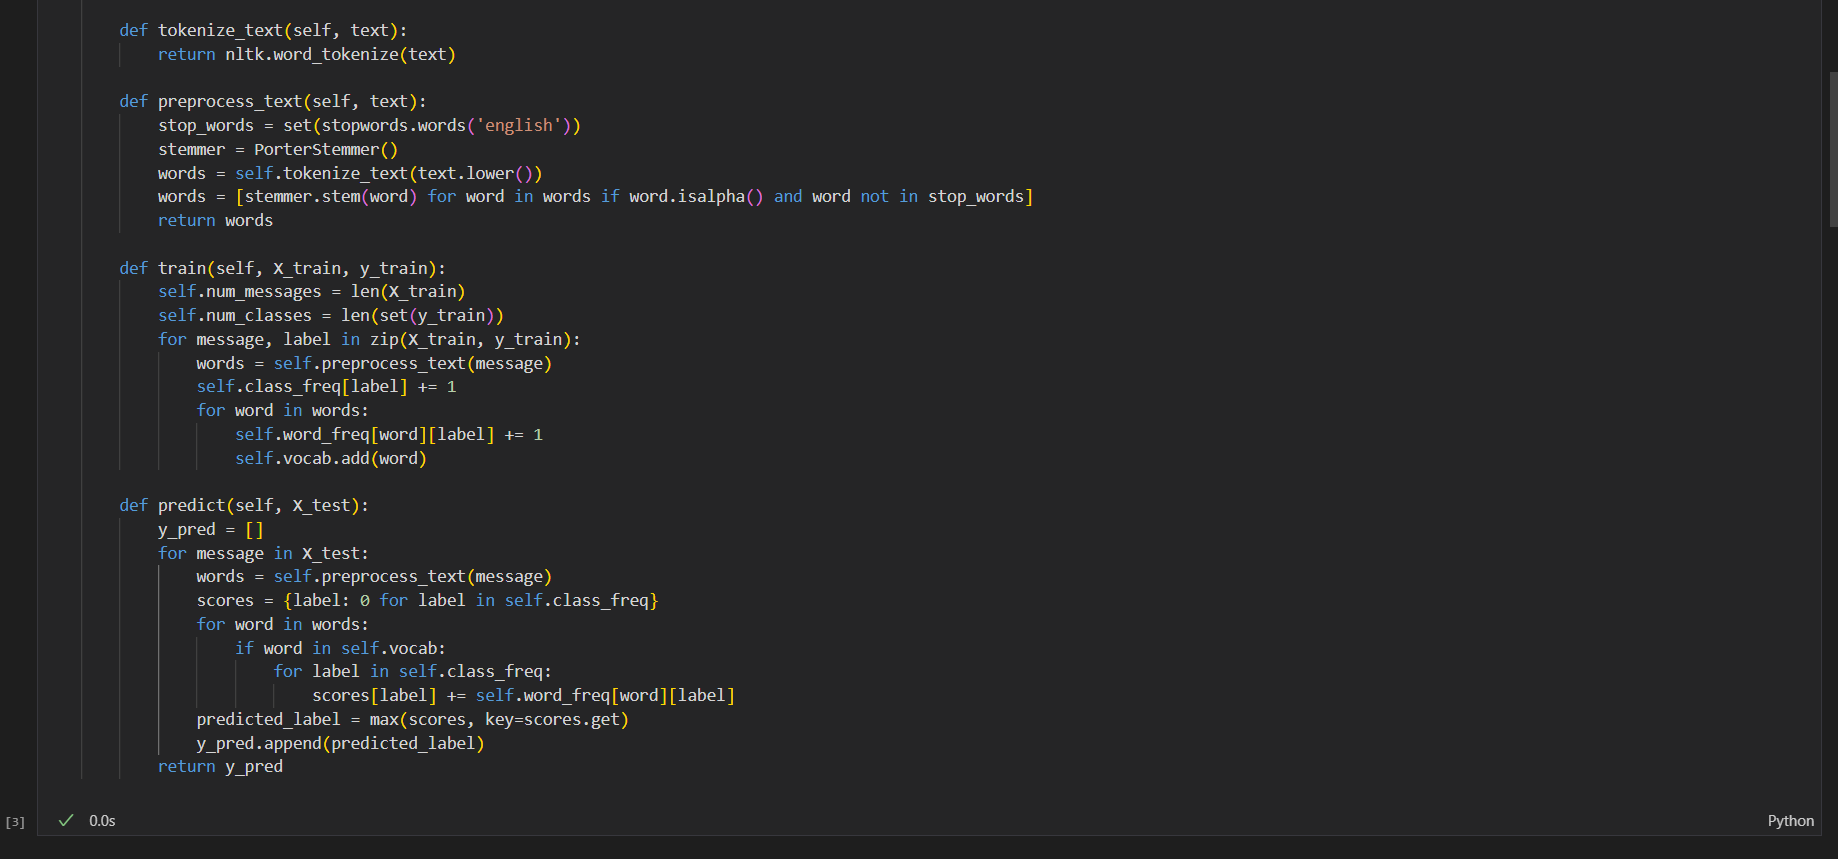 def tokenize_text(self, text):
    return nltk.word_tokenize(text)

def preprocess_text(self, text):
    stop_words = set(stopwords.words('english'))
    stemmer = PorterStemmer()
    words = self.tokenize_text(text.lower())
    words = [stemmer.stem(word) for word in words if word.isalpha() and word not in stop_words]
    return words

def train(self, X_train, y_train):
    self.num_messages = len(X_train)
    self.num_classes = len(set(y_train))
    for message, label in zip(X_train, y_train):
        words = self.preprocess_text(message)
        self.class_freq[label] += 1
        for word in words:
            self.word_freq[word][label] += 1
            self.vocab.add(word)

def predict(self, X_test):
    y_pred = []
    for message in X_test:
        words = self.preprocess_text(message)
        scores = {label: 0 for label in self.class_freq}
        for word in words:
            if word in self.vocab:
                for label in self.class_freq:
                    scores[label] += self.word_freq[word][label]
        predicted_label = max(scores, key=scores.get)
        y_pred.append(predicted_label)
    return y_pred

[3] ✓ 0.0s Python